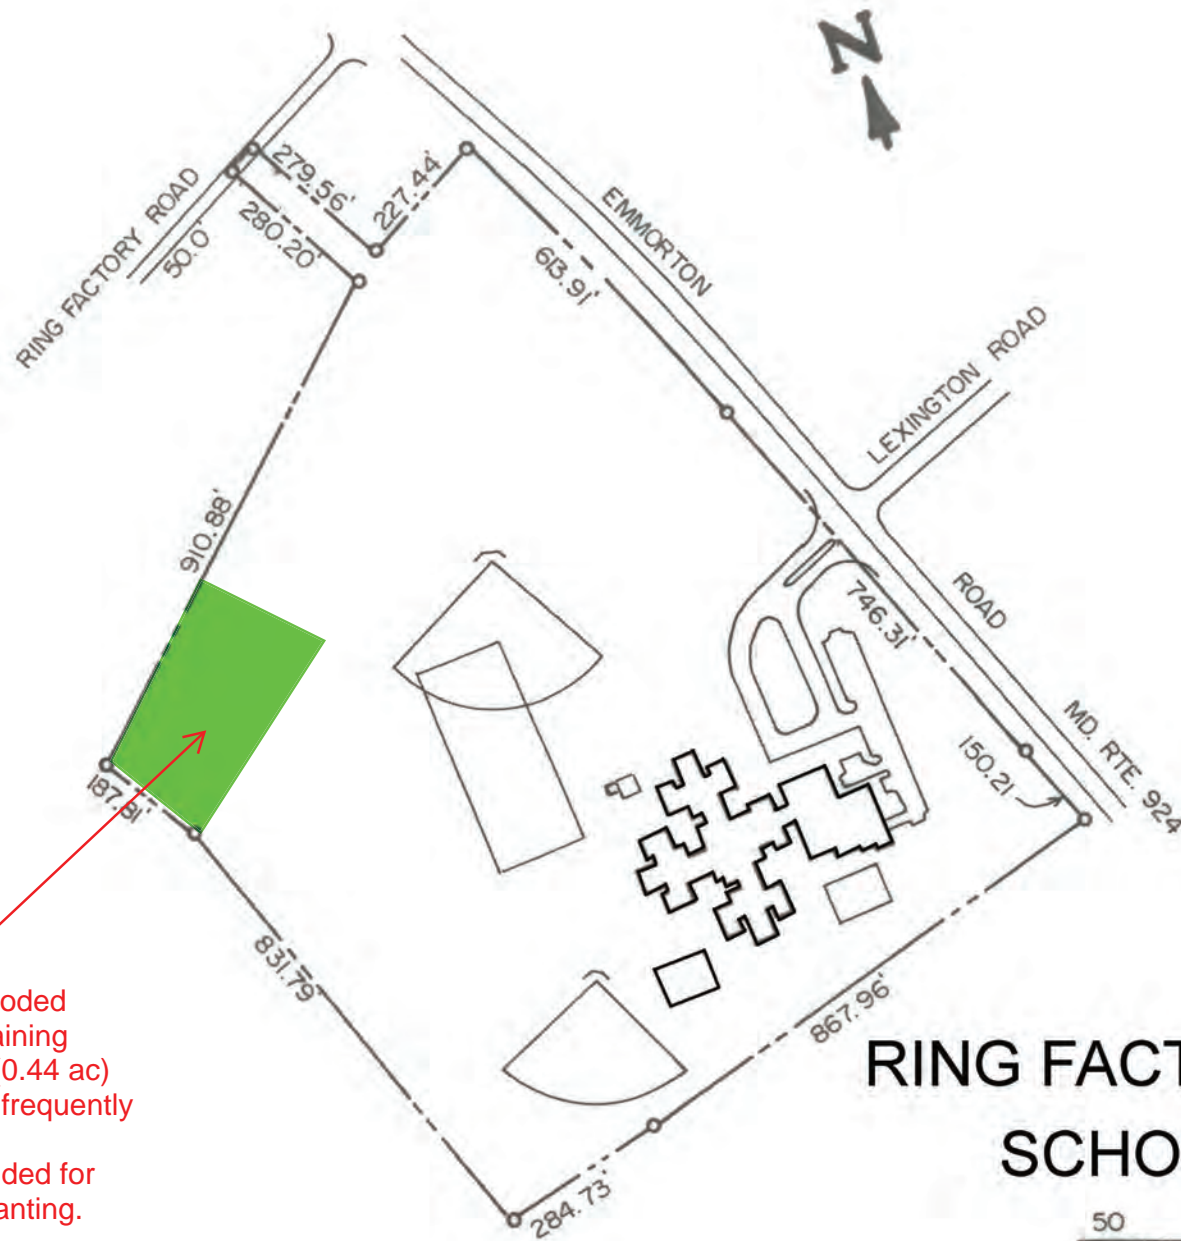 N
279.56'
227.44'
RING FACTORY ROAD
280.20'
50.0'
EMMORTON
613.91'
LEXINGTON ROAD
910.88'
746.31'
ROAD
MD. RTE. 924
150.21
187.81'
831.79'
867.96'
284.73'
oded
aining
0.44 ac)
frequently
ded for
anting.
RING FACT
SCHO
50